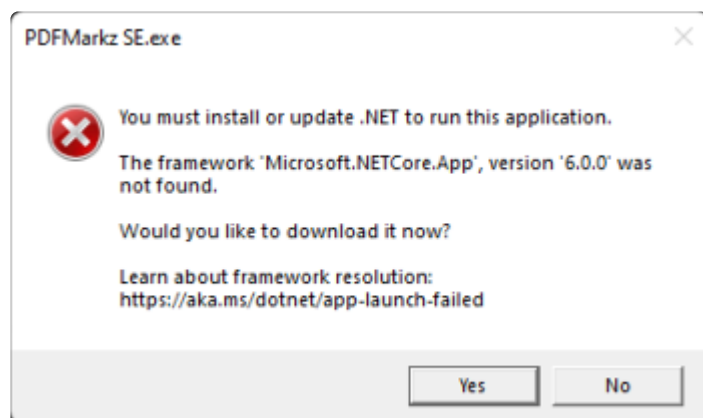 PDFMarkz SE.exe
You must install or update .NET to run this application.
The framework 'Microsoft.NETCore.App', version '6.0.0' was
not found.
Would you like to download it now?
Learn about framework resolution:
https://aka.ms/dotnet/app-launch-failed
Yes
No